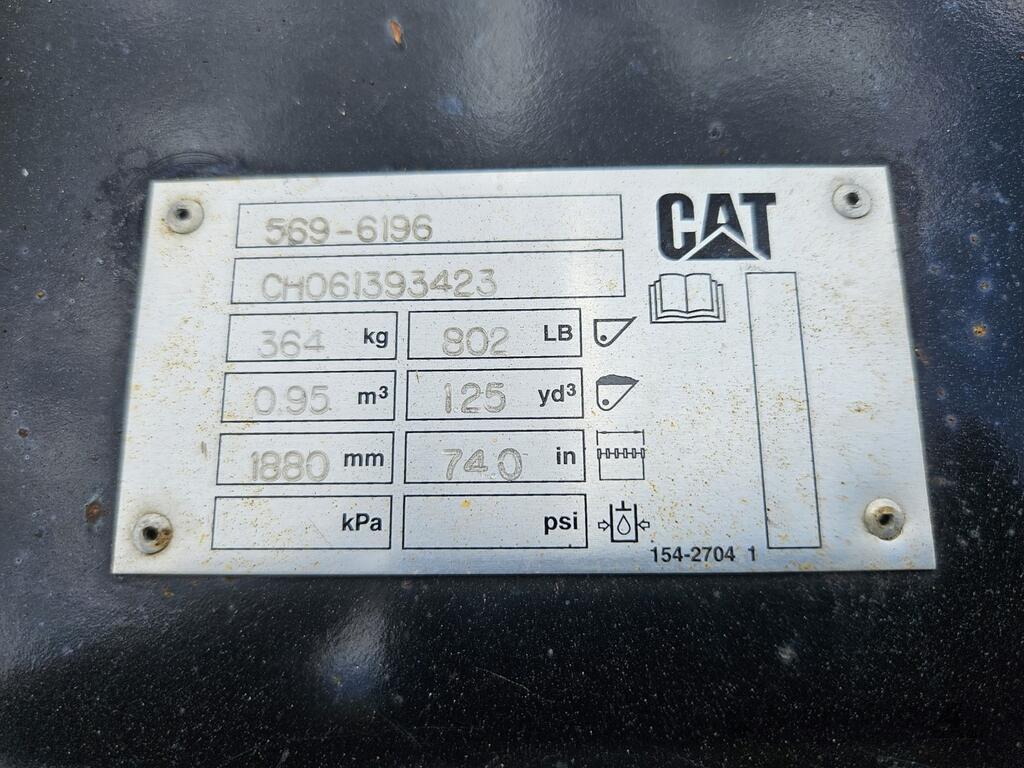 569-6196
CAT
CH061393423
364 kg 802 LB
0.95 m³ 1.25 yd³
1880 mm 74.0 in
kPa psi
154-2704 1